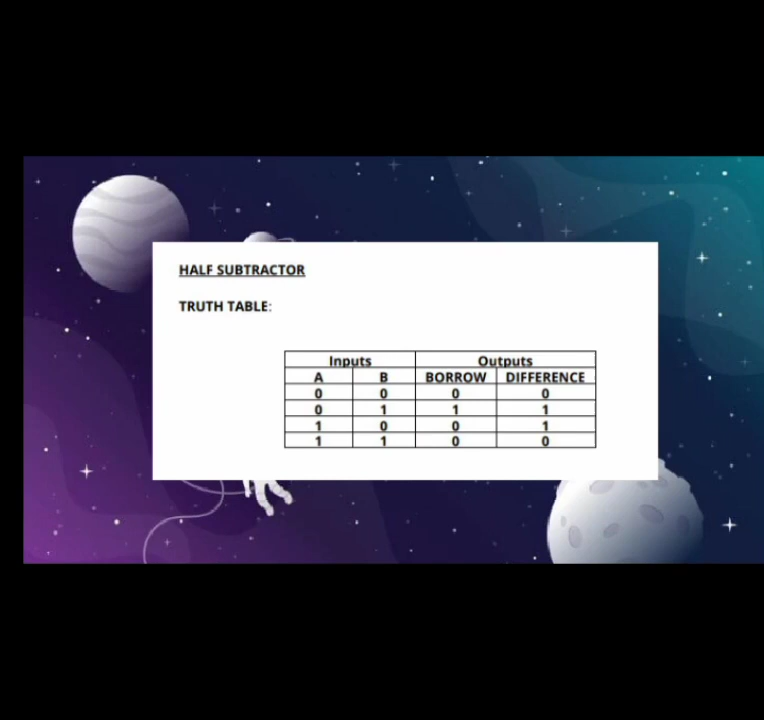 HALF SUBTRACTOR
TRUTH TABLE:
Inputs Outputs
A B BORROW DIFFERENCE
0 0 0 0
0 1 1 1
1 0 0 1
1 1 0 0